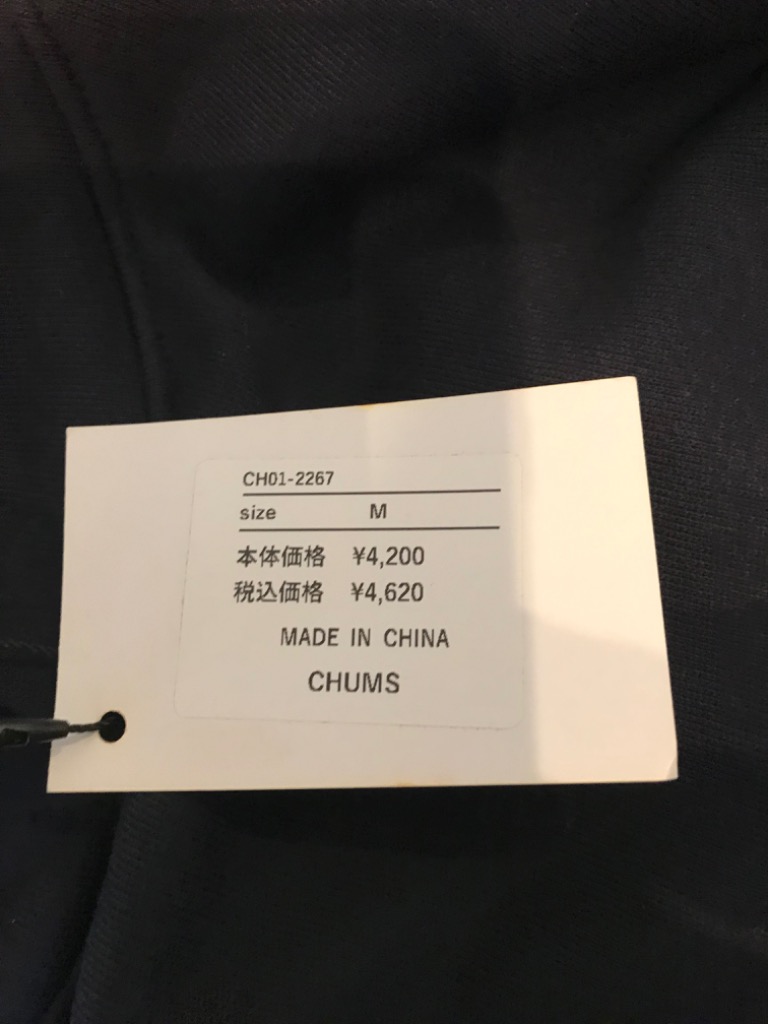 CH01-2267
size M
本体価格 ¥4,200
税込価格 ¥4,620
MADE IN CHINA
CHUMS